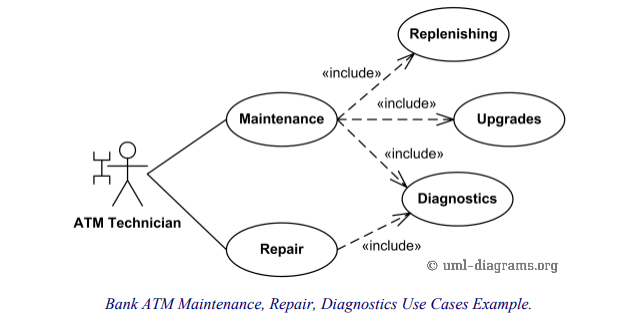 Replenishing
«include»
Maintenance
«include»
Upgrades
«include»
ATM Technician
Diagnostics
Repair
«include»
© uml-diagrams.org
Bank ATM Maintenance, Repair, Diagnostics Use Cases Example.